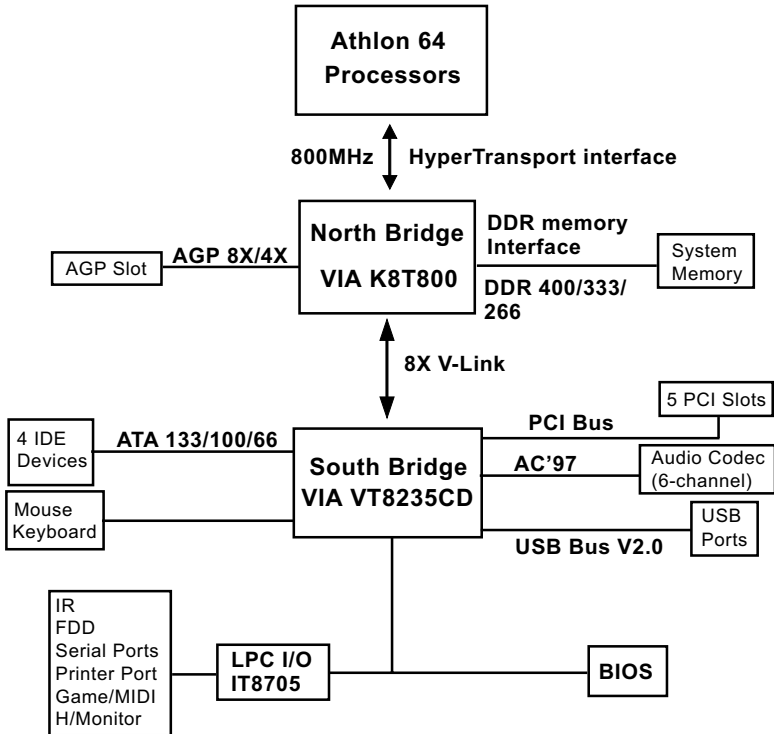 Athlon 64
Processors
800MHz
HyperTransport interface
North Bridge
VIA K8T800
AGP Slot
AGP 8X/4X
DDR memory
Interface
DDR 400/333/
266
System
Memory
8X V-Link
4 IDE
Devices
ATA 133/100/66
Mouse
Keyboard
South Bridge
VIA VT8235CD
PCI Bus
5 PCI Slots
AC’97
Audio Codec
(6-channel)
USB Bus V2.0
USB
Ports
IR
FDD
Serial Ports
Printer Port
Game/MIDI
H/Monitor
LPC I/O
IT8705
BIOS